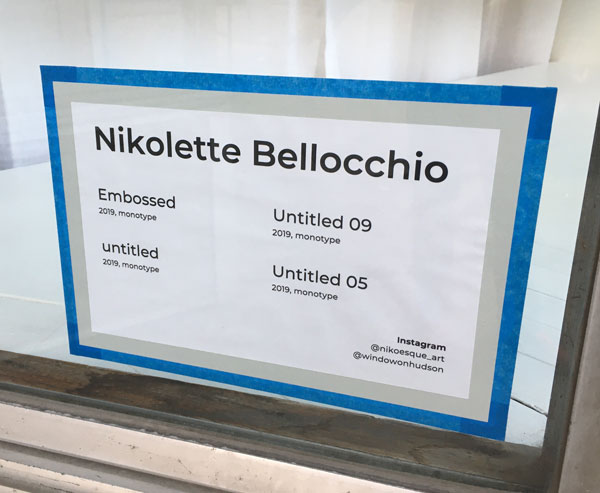 Nikolette Bellocchio
Embossed
2019, monotype
untitled
2019, monotype
Untitled 09
2019, monotype
Untitled 05
2019, monotype
Instagram
@nikoesque_art
@windowonhudson